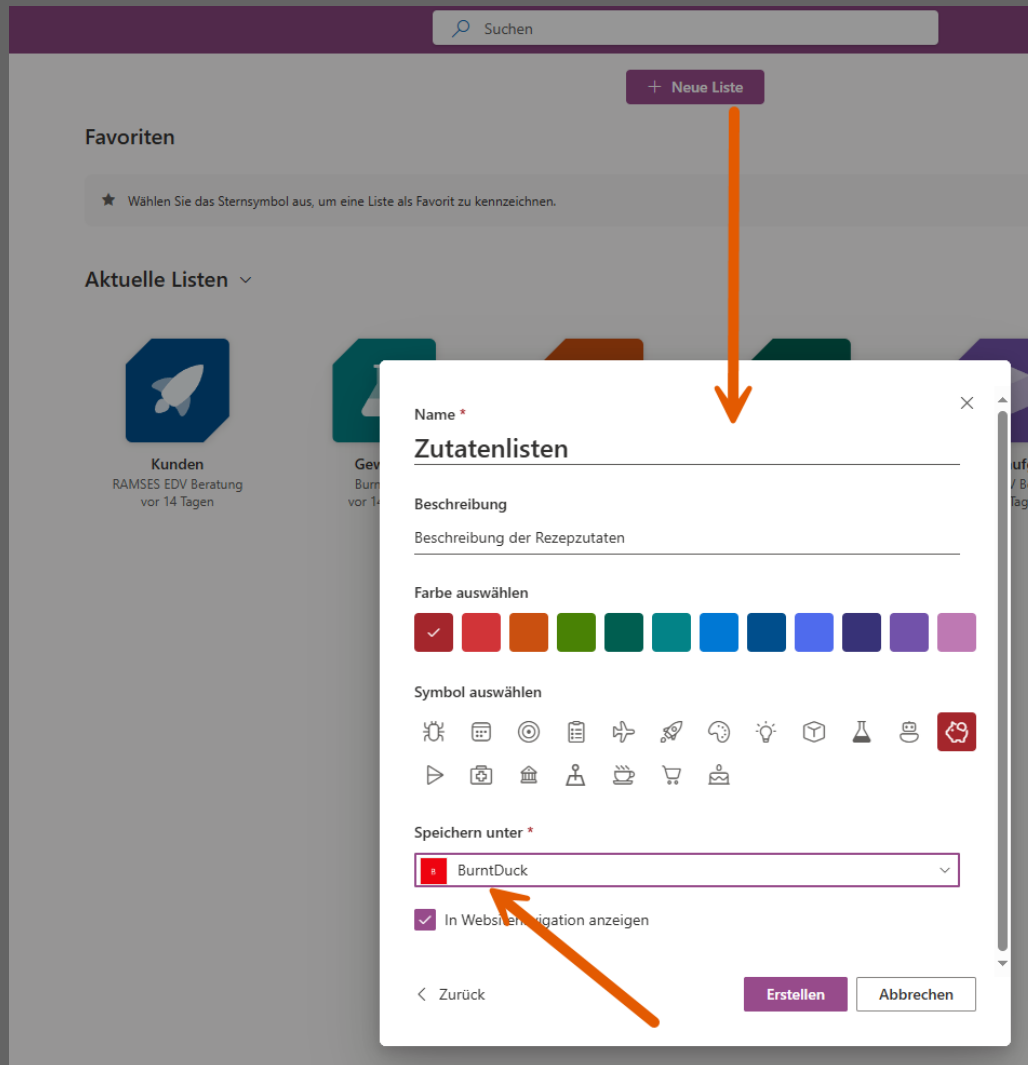 Suchen
+ Neue Liste
Favoriten
Wählen Sie das Sternsymbol aus, um eine Liste als Favorit zu kennzeichnen.
Aktuelle Listen
Kunden
RAMSES EDV Beratung
vor 14 Tagen
Name *
Zutatenlisten
Beschreibung
Beschreibung der Rezepzutaten
Farbe auswählen
Symbol auswählen
Speichern unter *
B BurntDuck
In Websitenavigation anzeigen
Zurück
Erstellen
Abbrechen